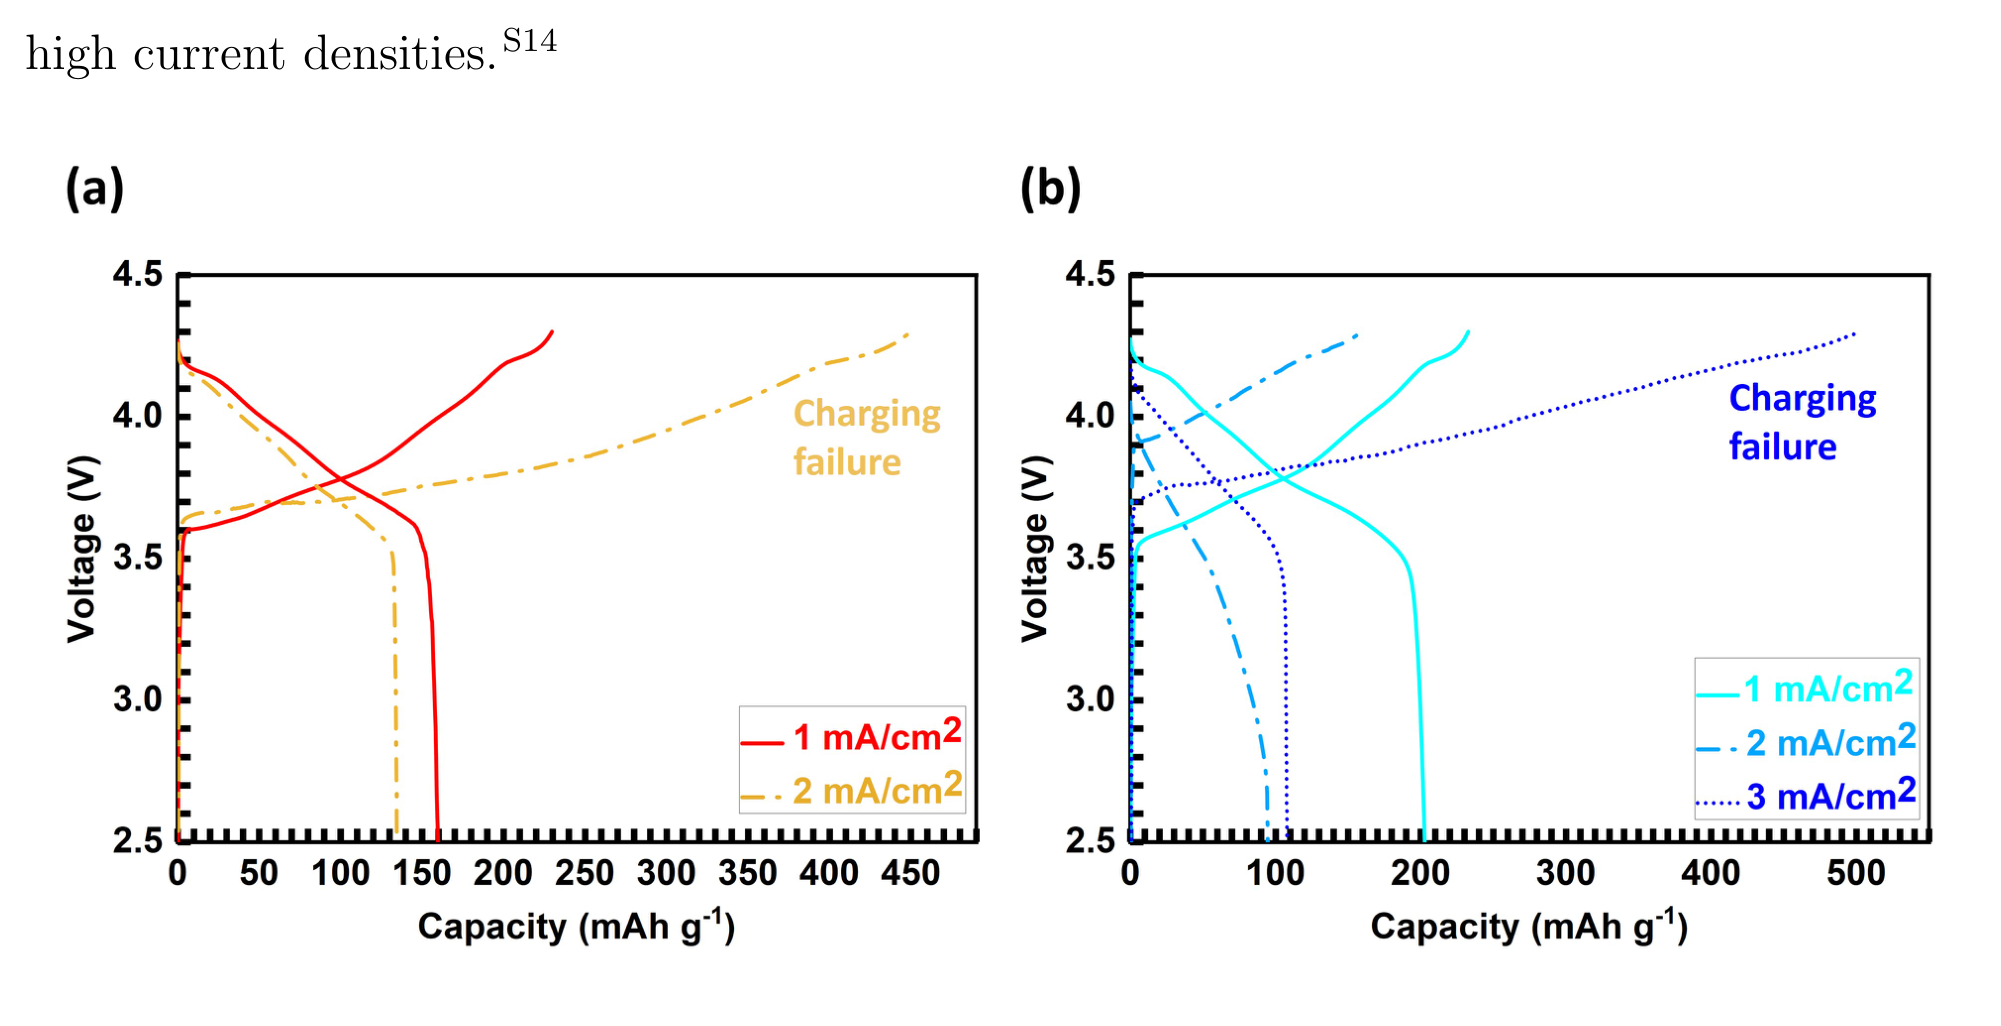 high current densities.S14
(a)
4.5
4.0
3.5
3.0
2.5
0 50 100 150 200 250 300 350 400 450
Voltage (V)
Capacity (mAh g-1)
Charging
failure
1 mA/cm2
2 mA/cm2
(b)
4.5
4.0
3.5
3.0
2.5
0 100 200 300 400 500
Voltage (V)
Capacity (mAh g-1)
Charging
failure
1 mA/cm2
2 mA/cm2
3 mA/cm2